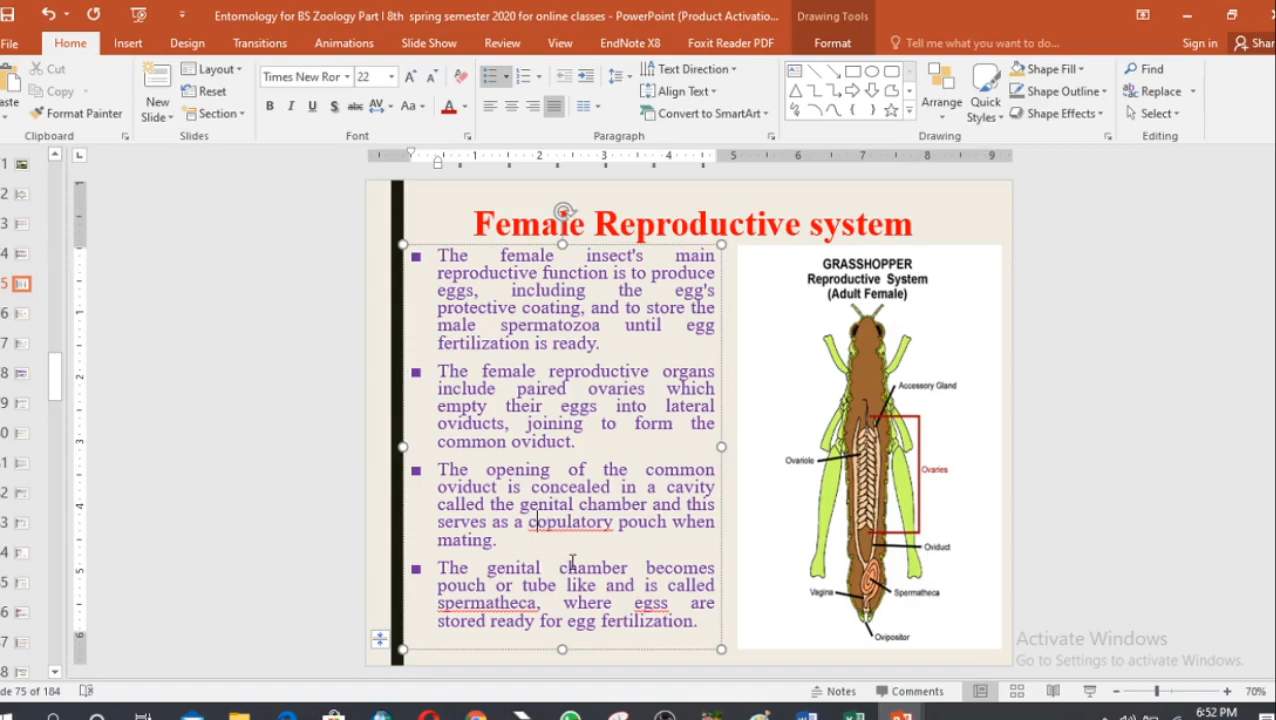 Entomology for BS Zoology Part I 8th spring semester 2020 for online classes - PowerPoint (Product Activatio...
Drawing Tools
File Home Insert Design Transitions Animations Slide Show Review View EndNote X8 Foxit Reader PDF Format Tell me what you want to do... Sign in Shar
Cut
Copy
Format Painter
Clipboard
New Slide
Layout
Reset
Section
Slides
Times New Ror 22
Font
Text Direction
Align Text
Convert to SmartArt
Paragraph
Arrange
Quick Styles
Shape Fill
Shape Outline
Shape Effects
Drawing
Find
Replace
Select
Editing
Female Reproductive system
The female insect's main
reproductive function is to produce
eggs, including the egg's
protective coating, and to store the
male spermatozoa until egg
fertilization is ready.
The female reproductive organs
include paired ovaries which
empty their eggs into lateral
oviducts, joining to form the
common oviduct.
The opening of the common
oviduct is concealed in a cavity
called the genital chamber and this
serves as a copulatory pouch when
mating.
The genital chamber becomes
pouch or tube like and is called
spermatheca, where egss are
stored ready for egg fertilization.
GRASSHOPPER
Reproductive System
(Adult Female)
Accessory Gland
Ovariole
Ovaries
Oviduct
Vagina
Spermatheca
Ovipositor
Activate Windows
Go to Settings to activate Windows.
de 75 of 184
Notes
Comments
70%
6:52 PM